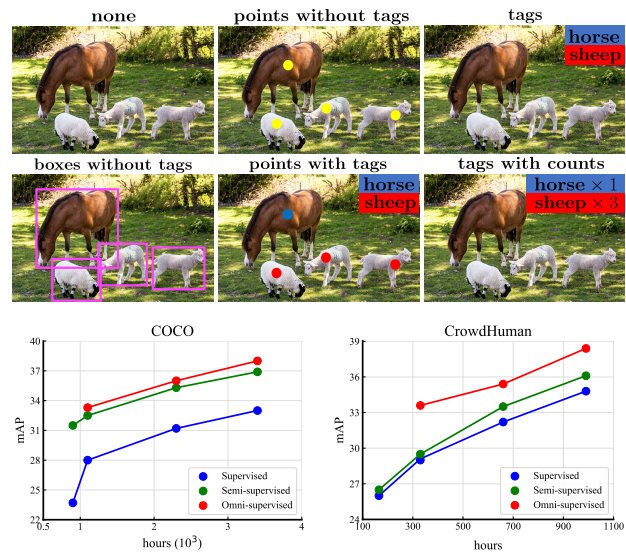 none
points without tags
tags
horse
sheep
boxes without tags
points with tags
tags with counts
horse
sheep
horse × 1
sheep × 3
COCO
mAP
40
37
34
31
28
25
22
0.5
1
2
3
4
hours (10³)
Supervised
Semi-supervised
Omni-supervised
CrowdHuman
mAP
39
36
33
30
27
24
100
300
500
700
900
1100
hours
Supervised
Semi-supervised
Omni-supervised